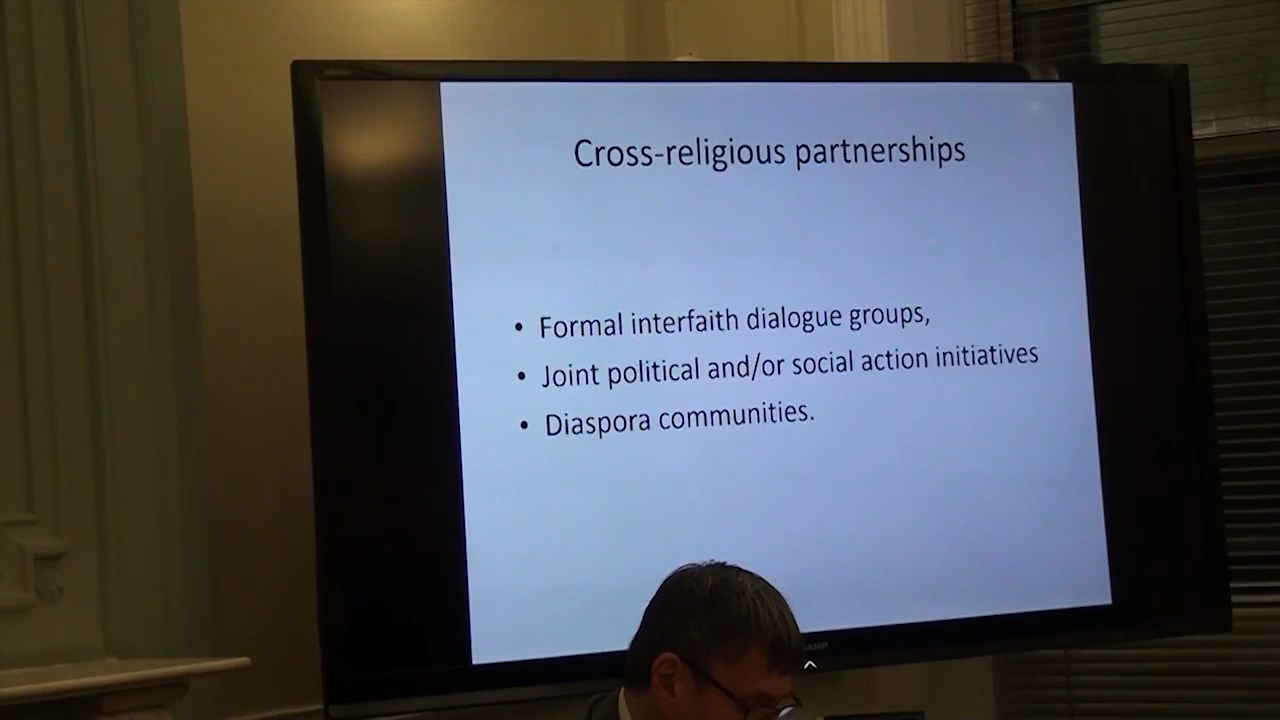 Cross-religious partnerships
• Formal interfaith dialogue groups,
• Joint political and/or social action initiatives
• Diaspora communities.